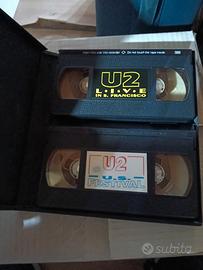 Do not touch the tape inside
U2
L•I•V•E
IN S. FRANCISCO
U2
U.S.
FESTIVAL
subito